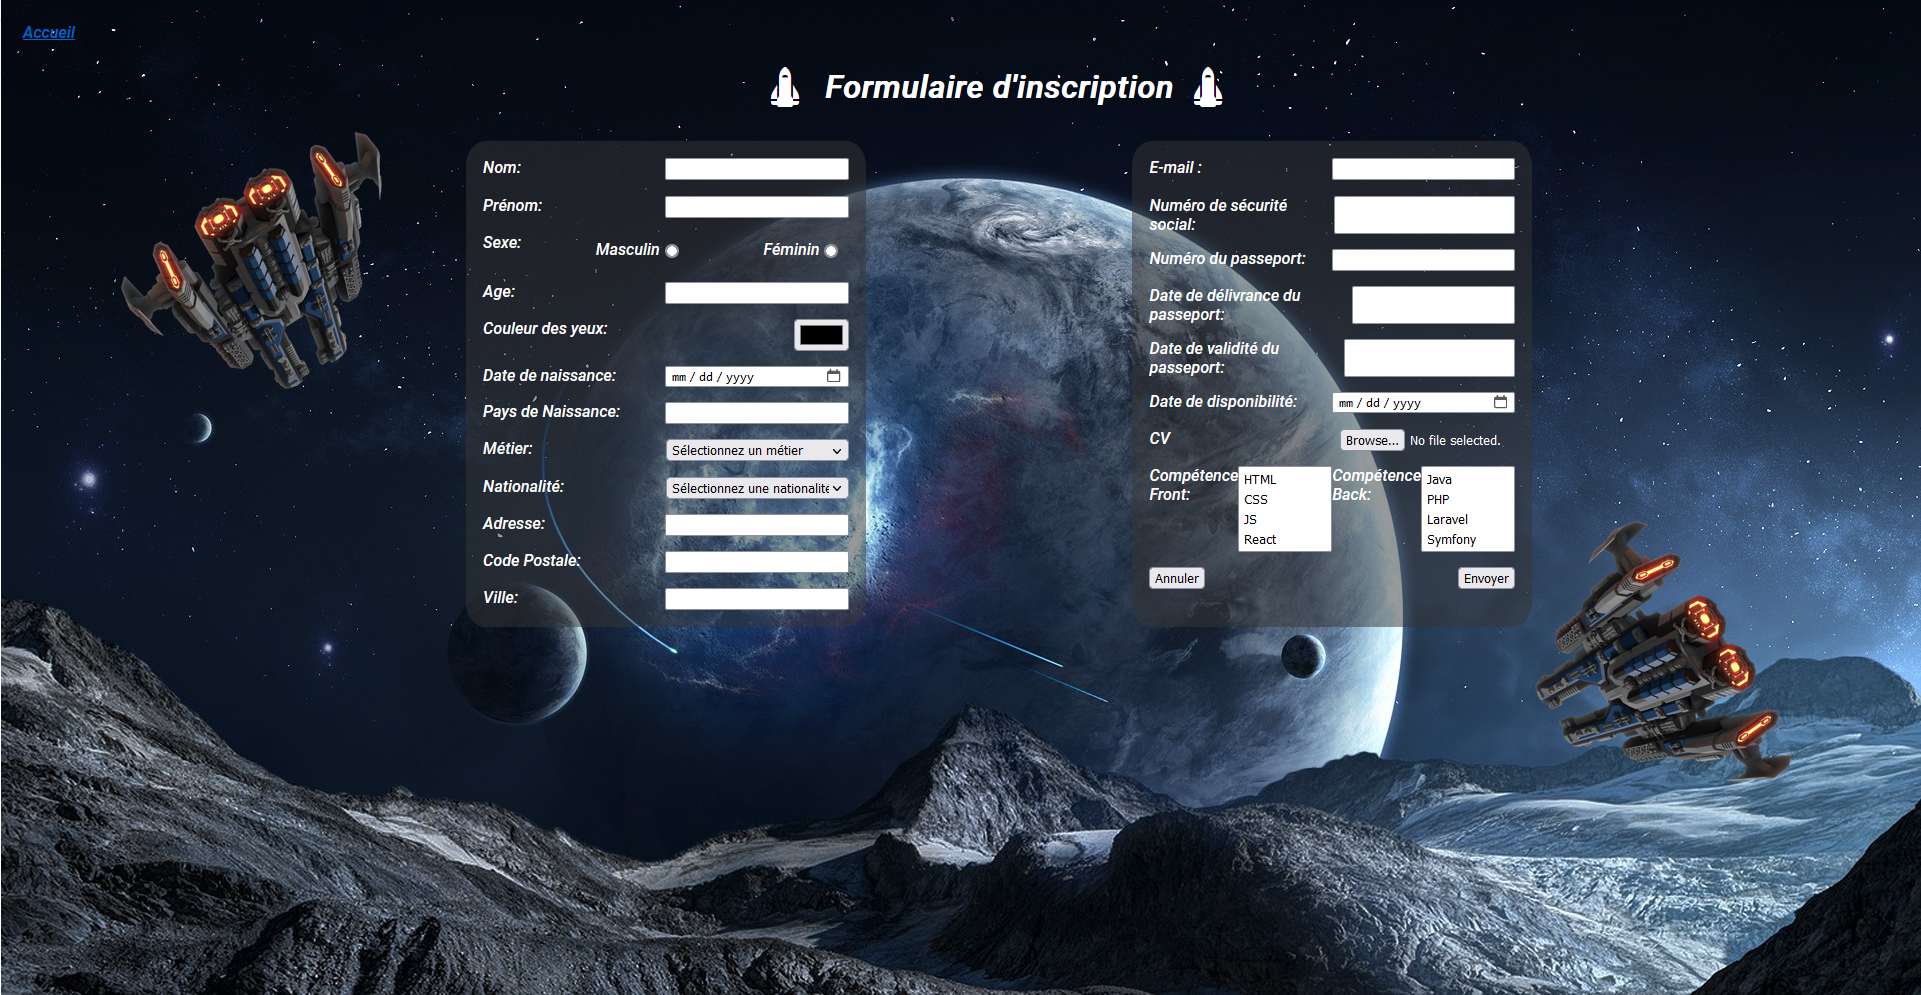 Accueil
Formulaire d'inscription
Nom:
Prénom:
Sexe:
Masculin
Féminin
Age:
Couleur des yeux:
Date de naissance:
mm / dd / yyyy
Pays de Naissance:
Métier:
Sélectionnez un métier
Nationalité:
Sélectionnez une nationalité
Adresse:
Code Postale:
Ville:
E-mail :
Numéro de sécurité
social:
Numéro du passeport:
Date de délivrance du
passeport:
Date de validité du
passeport:
Date de disponibilité:
mm / dd / yyyy
CV
Browse... No file selected.
Compétence
Front:
HTML
CSS
JS
React
Compétence
Back:
Java
PHP
Laravel
Symfony
Annuler
Envoyer